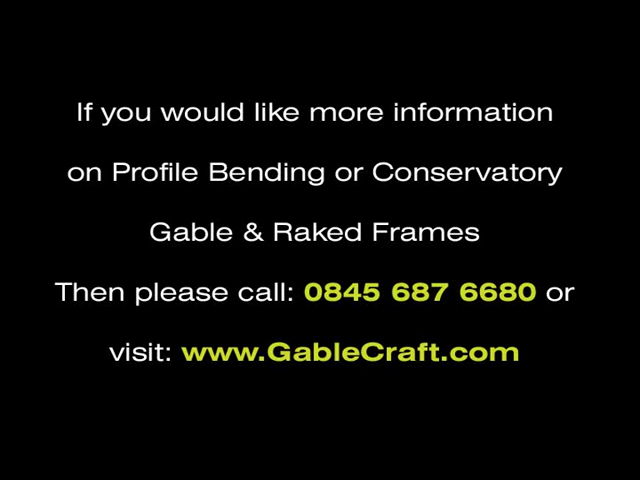 If you would like more information
on Profile Bending or Conservatory
Gable & Raked Frames
Then please call: 0845 687 6680 or
visit: www.GableCraft.com